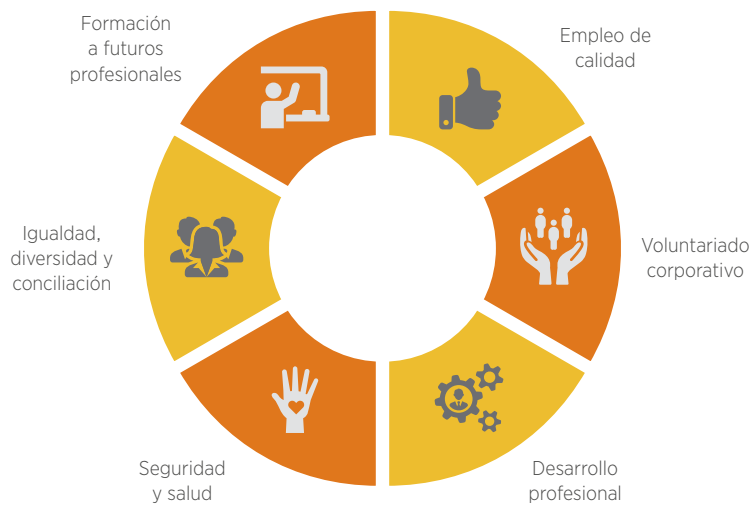 Formación
a futuros
profesionales
Empleo de
calidad
Igualdad,
diversidad y
conciliación
Voluntariado
corporativo
Seguridad
y salud
Desarrollo
profesional